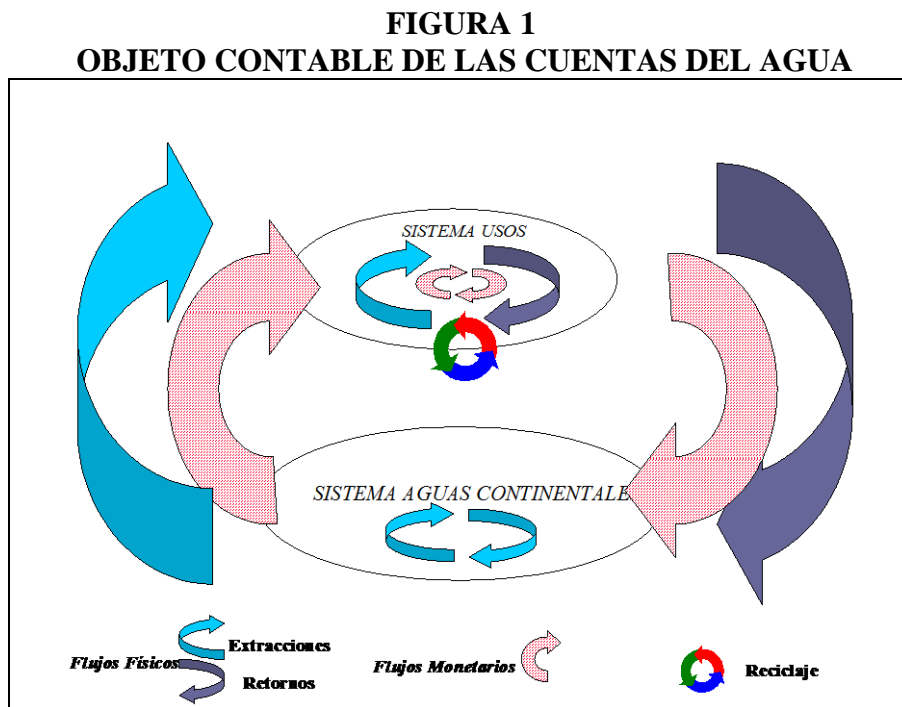 FIGURA 1
OBJETO CONTABLE DE LAS CUENTAS DEL AGUA
SISTEMA USOS
SISTEMA AGUAS CONTINENTALE
Extracciones
Flujos Físicos
Flujos Monetarios
Reciclaje
Retornos